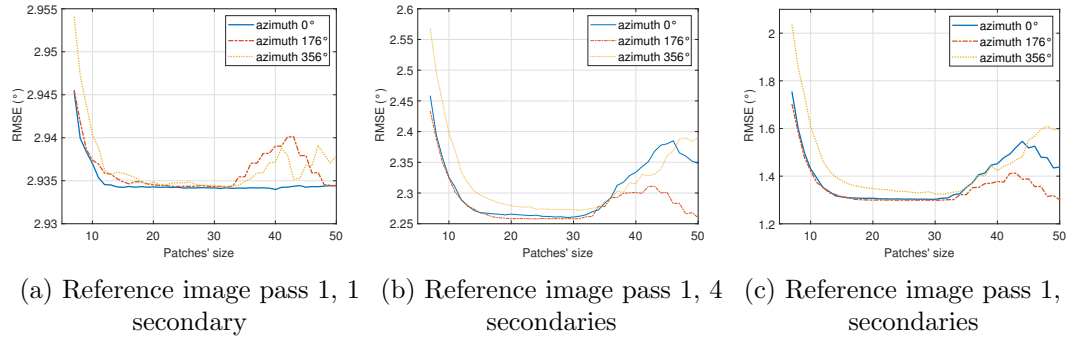 2.955
2.95
2.945
2.94
2.935
2.93
RMSE (°)
10 20 30 40 50
Patches' size
azimuth 0°
azimuth 176°
azimuth 356°
(a) Reference image pass 1, 1
secondary
2.6
2.55
2.5
2.45
2.4
2.35
2.3
2.25
RMSE (°)
10 20 30 40 50
Patches' size
azimuth 0°
azimuth 176°
azimuth 356°
(b) Reference image pass 1, 4
secondaries
2
1.8
1.6
1.4
1.2
RMSE (°)
10 20 30 40 50
Patches' size
azimuth 0°
azimuth 176°
azimuth 356°
(c) Reference image pass 1,
secondaries